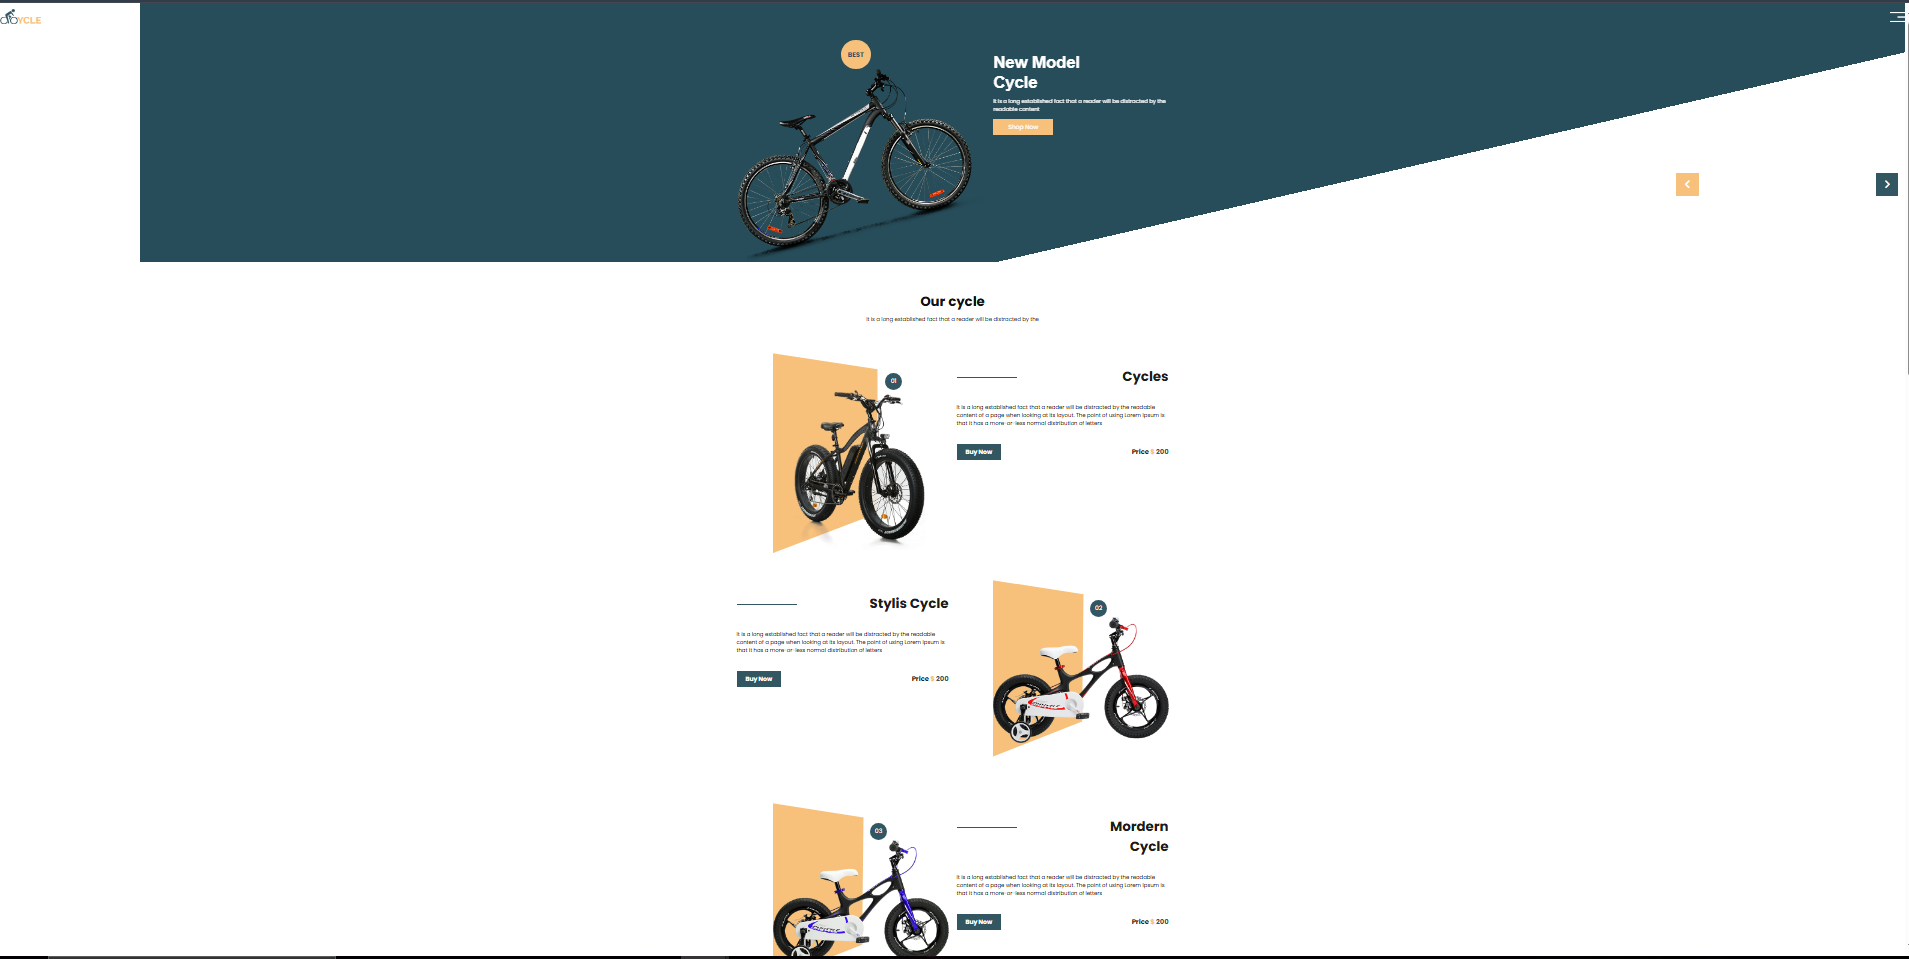 CYCLE
BEST
New Model
Cycle
It is a long established fact that a reader will be distracted by the
readable content
Shop Now
Our cycle
It is a long established fact that a reader will be distracted by the
01
Cycles
It is a long established fact that a reader will be distracted by the readable
content of a page when looking at its layout. The point of using Lorem Ipsum is
that it has a more-or-less normal distribution of letters
Buy Now
Price $ 200
Stylis Cycle
02
It is a long established fact that a reader will be distracted by the readable
content of a page when looking at its layout. The point of using Lorem Ipsum is
that it has a more-or-less normal distribution of letters
Buy Now
Price $ 200
03
Mordern
Cycle
It is a long established fact that a reader will be distracted by the readable
content of a page when looking at its layout. The point of using Lorem Ipsum is
that it has a more-or-less normal distribution of letters
Buy Now
Price $ 200